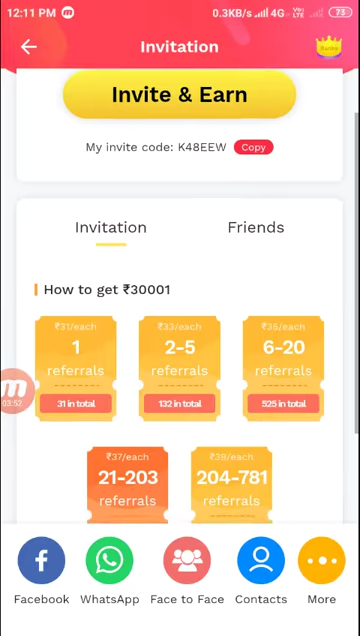 12:11 PM
0.3KB/s 4G Vo LTE 73
Invitation
Invite & Earn
My invite code: K48EEW Copy
Invitation Friends
How to get ₹30001
₹31/each ₹33/each ₹35/each
1 2-5 6-20
referrals referrals referrals
31 in total 132 in total 525 in total
03:52
₹37/each ₹39/each
21-203 204-781
referrals referrals
Facebook WhatsApp Face to Face Contacts More